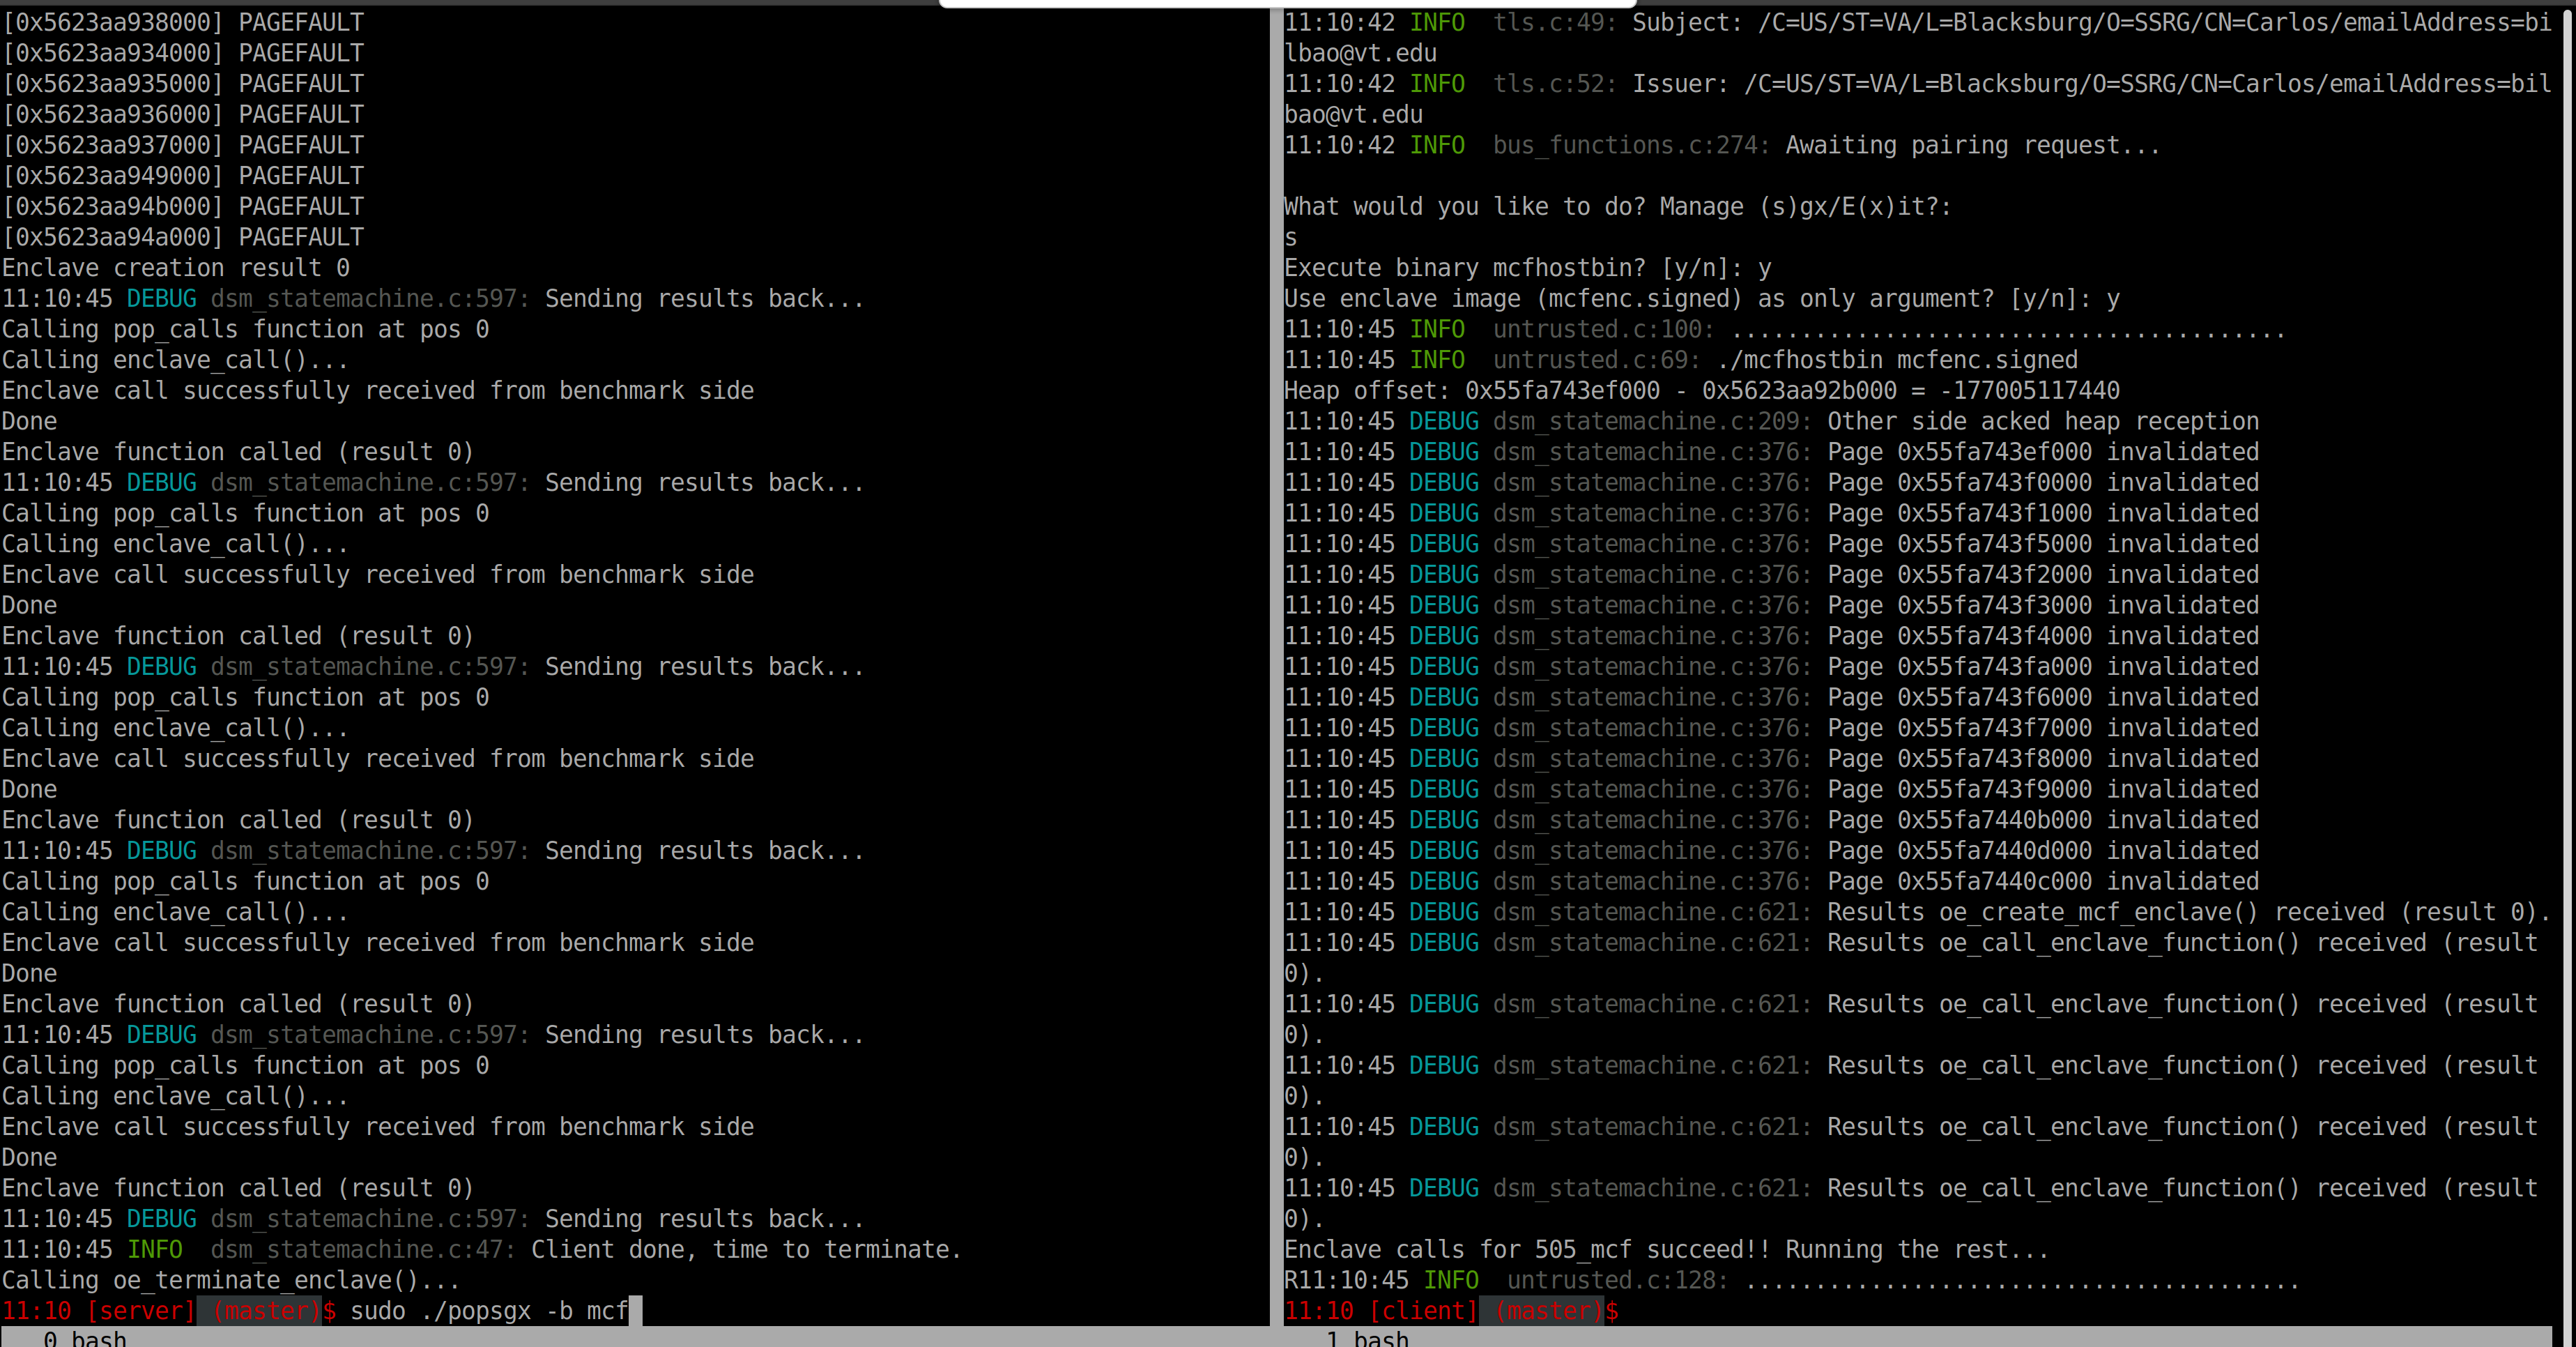 [0x5623aa938000] PAGEFAULT
[0x5623aa934000] PAGEFAULT
[0x5623aa935000] PAGEFAULT
[0x5623aa936000] PAGEFAULT
[0x5623aa937000] PAGEFAULT
[0x5623aa949000] PAGEFAULT
[0x5623aa94b000] PAGEFAULT
[0x5623aa94a000] PAGEFAULT
Enclave creation result 0
11:10:45 DEBUG dsm_statemachine.c:597: Sending results back...
Calling pop_calls function at pos 0
Calling enclave_call()...
Enclave call successfully received from benchmark side
Done
Enclave function called (result 0)
11:10:45 DEBUG dsm_statemachine.c:597: Sending results back...
Calling pop_calls function at pos 0
Calling enclave_call()...
Enclave call successfully received from benchmark side
Done
Enclave function called (result 0)
11:10:45 DEBUG dsm_statemachine.c:597: Sending results back...
Calling pop_calls function at pos 0
Calling enclave_call()...
Enclave call successfully received from benchmark side
Done
Enclave function called (result 0)
11:10:45 DEBUG dsm_statemachine.c:597: Sending results back...
Calling pop_calls function at pos 0
Calling enclave_call()...
Enclave call successfully received from benchmark side
Done
Enclave function called (result 0)
11:10:45 DEBUG dsm_statemachine.c:597: Sending results back...
Calling pop_calls function at pos 0
Calling enclave_call()...
Enclave call successfully received from benchmark side
Done
Enclave function called (result 0)
11:10:45 DEBUG dsm_statemachine.c:597: Sending results back...
11:10:45 INFO  dsm_statemachine.c:47: Client done, time to terminate.
Calling oe_terminate_enclave()...
11:10 [server] (master)$ sudo ./popsgx -b mcf
0 bash
11:10:42 INFO  tls.c:49: Subject: /C=US/ST=VA/L=Blacksburg/O=SSRG/CN=Carlos/emailAddress=bi
lbao@vt.edu
11:10:42 INFO  tls.c:52: Issuer: /C=US/ST=VA/L=Blacksburg/O=SSRG/CN=Carlos/emailAddress=bil
bao@vt.edu
11:10:42 INFO  bus_functions.c:274: Awaiting pairing request...
What would you like to do? Manage (s)gx/E(x)it?:
s
Execute binary mcfhostbin? [y/n]: y
Use enclave image (mcfenc.signed) as only argument? [y/n]: y
11:10:45 INFO  untrusted.c:100: ........................................
11:10:45 INFO  untrusted.c:69: ./mcfhostbin mcfenc.signed
Heap offset: 0x55fa743ef000 - 0x5623aa92b000 = -177005117440
11:10:45 DEBUG dsm_statemachine.c:209: Other side acked heap reception
11:10:45 DEBUG dsm_statemachine.c:376: Page 0x55fa743ef000 invalidated
11:10:45 DEBUG dsm_statemachine.c:376: Page 0x55fa743f0000 invalidated
11:10:45 DEBUG dsm_statemachine.c:376: Page 0x55fa743f1000 invalidated
11:10:45 DEBUG dsm_statemachine.c:376: Page 0x55fa743f5000 invalidated
11:10:45 DEBUG dsm_statemachine.c:376: Page 0x55fa743f2000 invalidated
11:10:45 DEBUG dsm_statemachine.c:376: Page 0x55fa743f3000 invalidated
11:10:45 DEBUG dsm_statemachine.c:376: Page 0x55fa743f4000 invalidated
11:10:45 DEBUG dsm_statemachine.c:376: Page 0x55fa743fa000 invalidated
11:10:45 DEBUG dsm_statemachine.c:376: Page 0x55fa743f6000 invalidated
11:10:45 DEBUG dsm_statemachine.c:376: Page 0x55fa743f7000 invalidated
11:10:45 DEBUG dsm_statemachine.c:376: Page 0x55fa743f8000 invalidated
11:10:45 DEBUG dsm_statemachine.c:376: Page 0x55fa743f9000 invalidated
11:10:45 DEBUG dsm_statemachine.c:376: Page 0x55fa7440b000 invalidated
11:10:45 DEBUG dsm_statemachine.c:376: Page 0x55fa7440d000 invalidated
11:10:45 DEBUG dsm_statemachine.c:376: Page 0x55fa7440c000 invalidated
11:10:45 DEBUG dsm_statemachine.c:621: Results oe_create_mcf_enclave() received (result 0).
11:10:45 DEBUG dsm_statemachine.c:621: Results oe_call_enclave_function() received (result
0).
11:10:45 DEBUG dsm_statemachine.c:621: Results oe_call_enclave_function() received (result
0).
11:10:45 DEBUG dsm_statemachine.c:621: Results oe_call_enclave_function() received (result
0).
11:10:45 DEBUG dsm_statemachine.c:621: Results oe_call_enclave_function() received (result
0).
11:10:45 DEBUG dsm_statemachine.c:621: Results oe_call_enclave_function() received (result
0).
Enclave calls for 505_mcf succeed!! Running the rest...
R11:10:45 INFO  untrusted.c:128: ........................................
11:10 [client] (master)$
1 bash